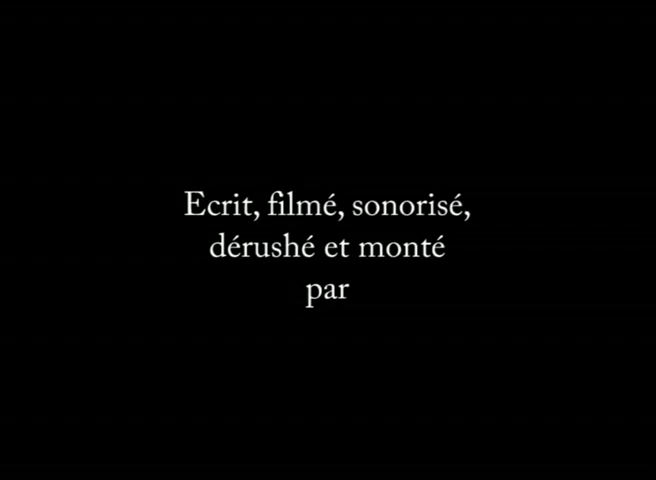 Ecrit, filmé, sonorisé,
dérushé et monté
par